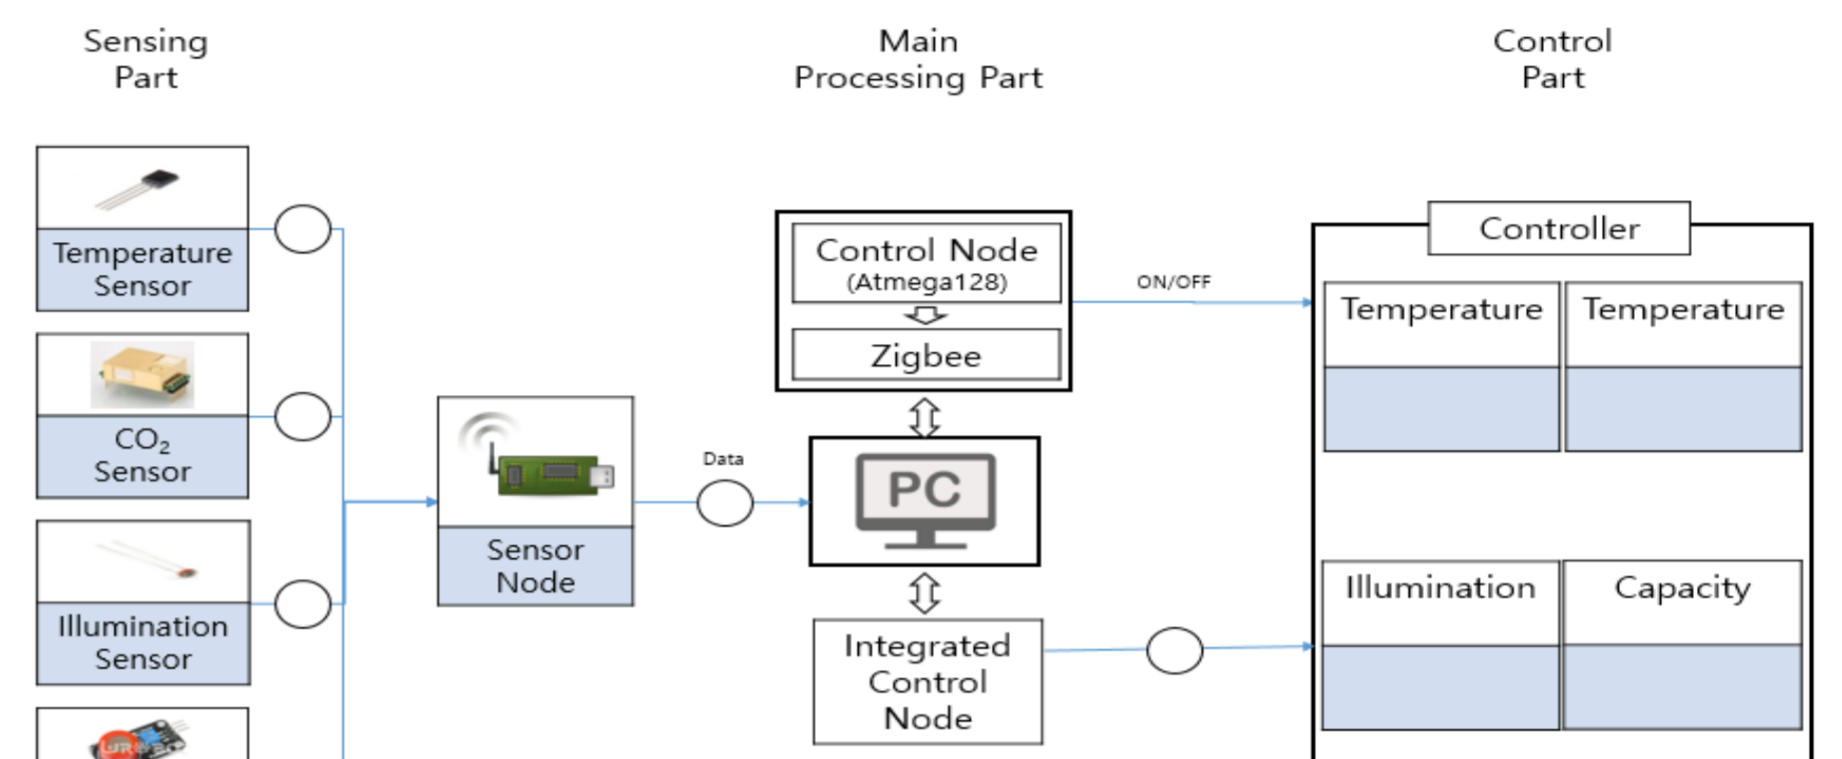 Sensing
Part
Main
Processing Part
Control
Part
Temperature
Sensor
CO₂
Sensor
Illumination
Sensor
Sensor
Node
Data
Control Node
(Atmega128)
Zigbee
PC
Integrated
Control
Node
ON/OFF
Controller
Temperature
Temperature
Illumination
Capacity